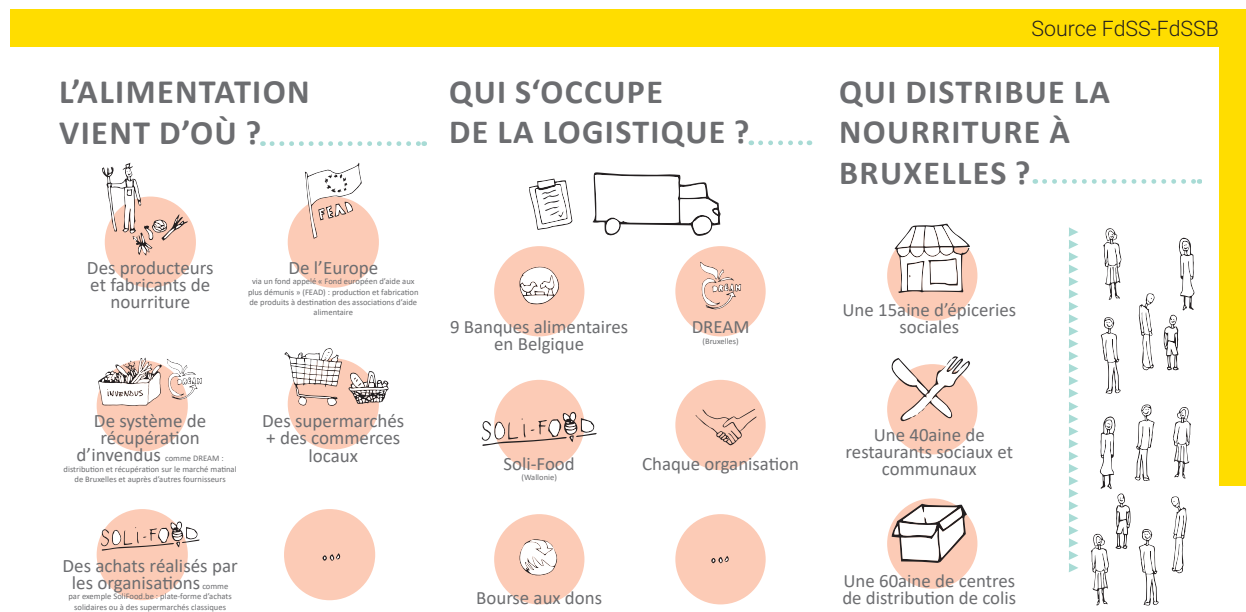 Source FdSS-FdSSB
L’ALIMENTATION
VIENT D’OÙ ?
FEAD
Des producteurs
et fabricants de
nourriture
De l’Europe
via un fond appelé « Fond européen d’aide aux
plus démunis » (FEAD) : production et fabrication
de produits à destination des associations d’aide
alimentaire
INVENDUS
DREAM
De système de
récupération
d’invendus comme DREAM :
distribution et récupération sur le marché matinal
de Bruxelles et auprès d’autres fournisseurs
Des supermarchés
+ des commerces
locaux
SOLi-FOOD
Des achats réalisés par
les organisations comme
par exemple SoliFood.be : plate-forme d’achats
solidaires ou à des supermarchés classiques
QUI S‘OCCUPE
DE LA LOGISTIQUE ?
9 Banques alimentaires
en Belgique
DREAM
DREAM
(Bruxelles)
SOLi-FOOD
Soli-Food
(Wallonie)
Chaque organisation
Bourse aux dons
QUI DISTRIBUE LA
NOURRITURE À
BRUXELLES ?
Une 15aine d’épiceries
sociales
Une 40aine de
restaurants sociaux et
communaux
Une 60aine de centres
de distribution de colis